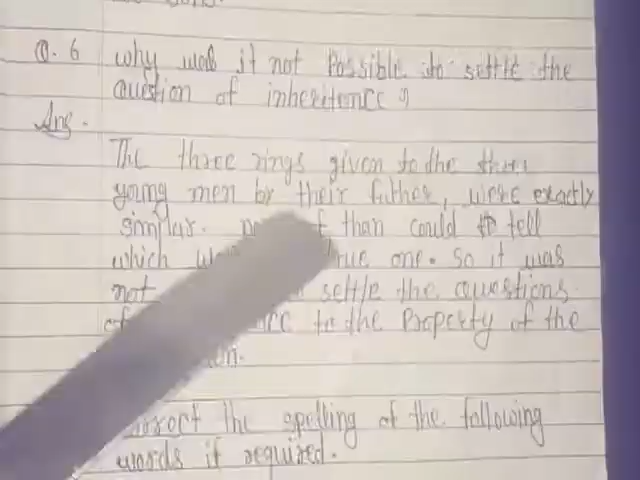 Q. 6 why was it not possible to settle the
question of inheritence ?
Ans.
The three rings given to the three
young men by their father, were exactly
similar. than could to tell
which true one. so it was
not settle the questions
of to the property of the
the spelling of the following
words if required.